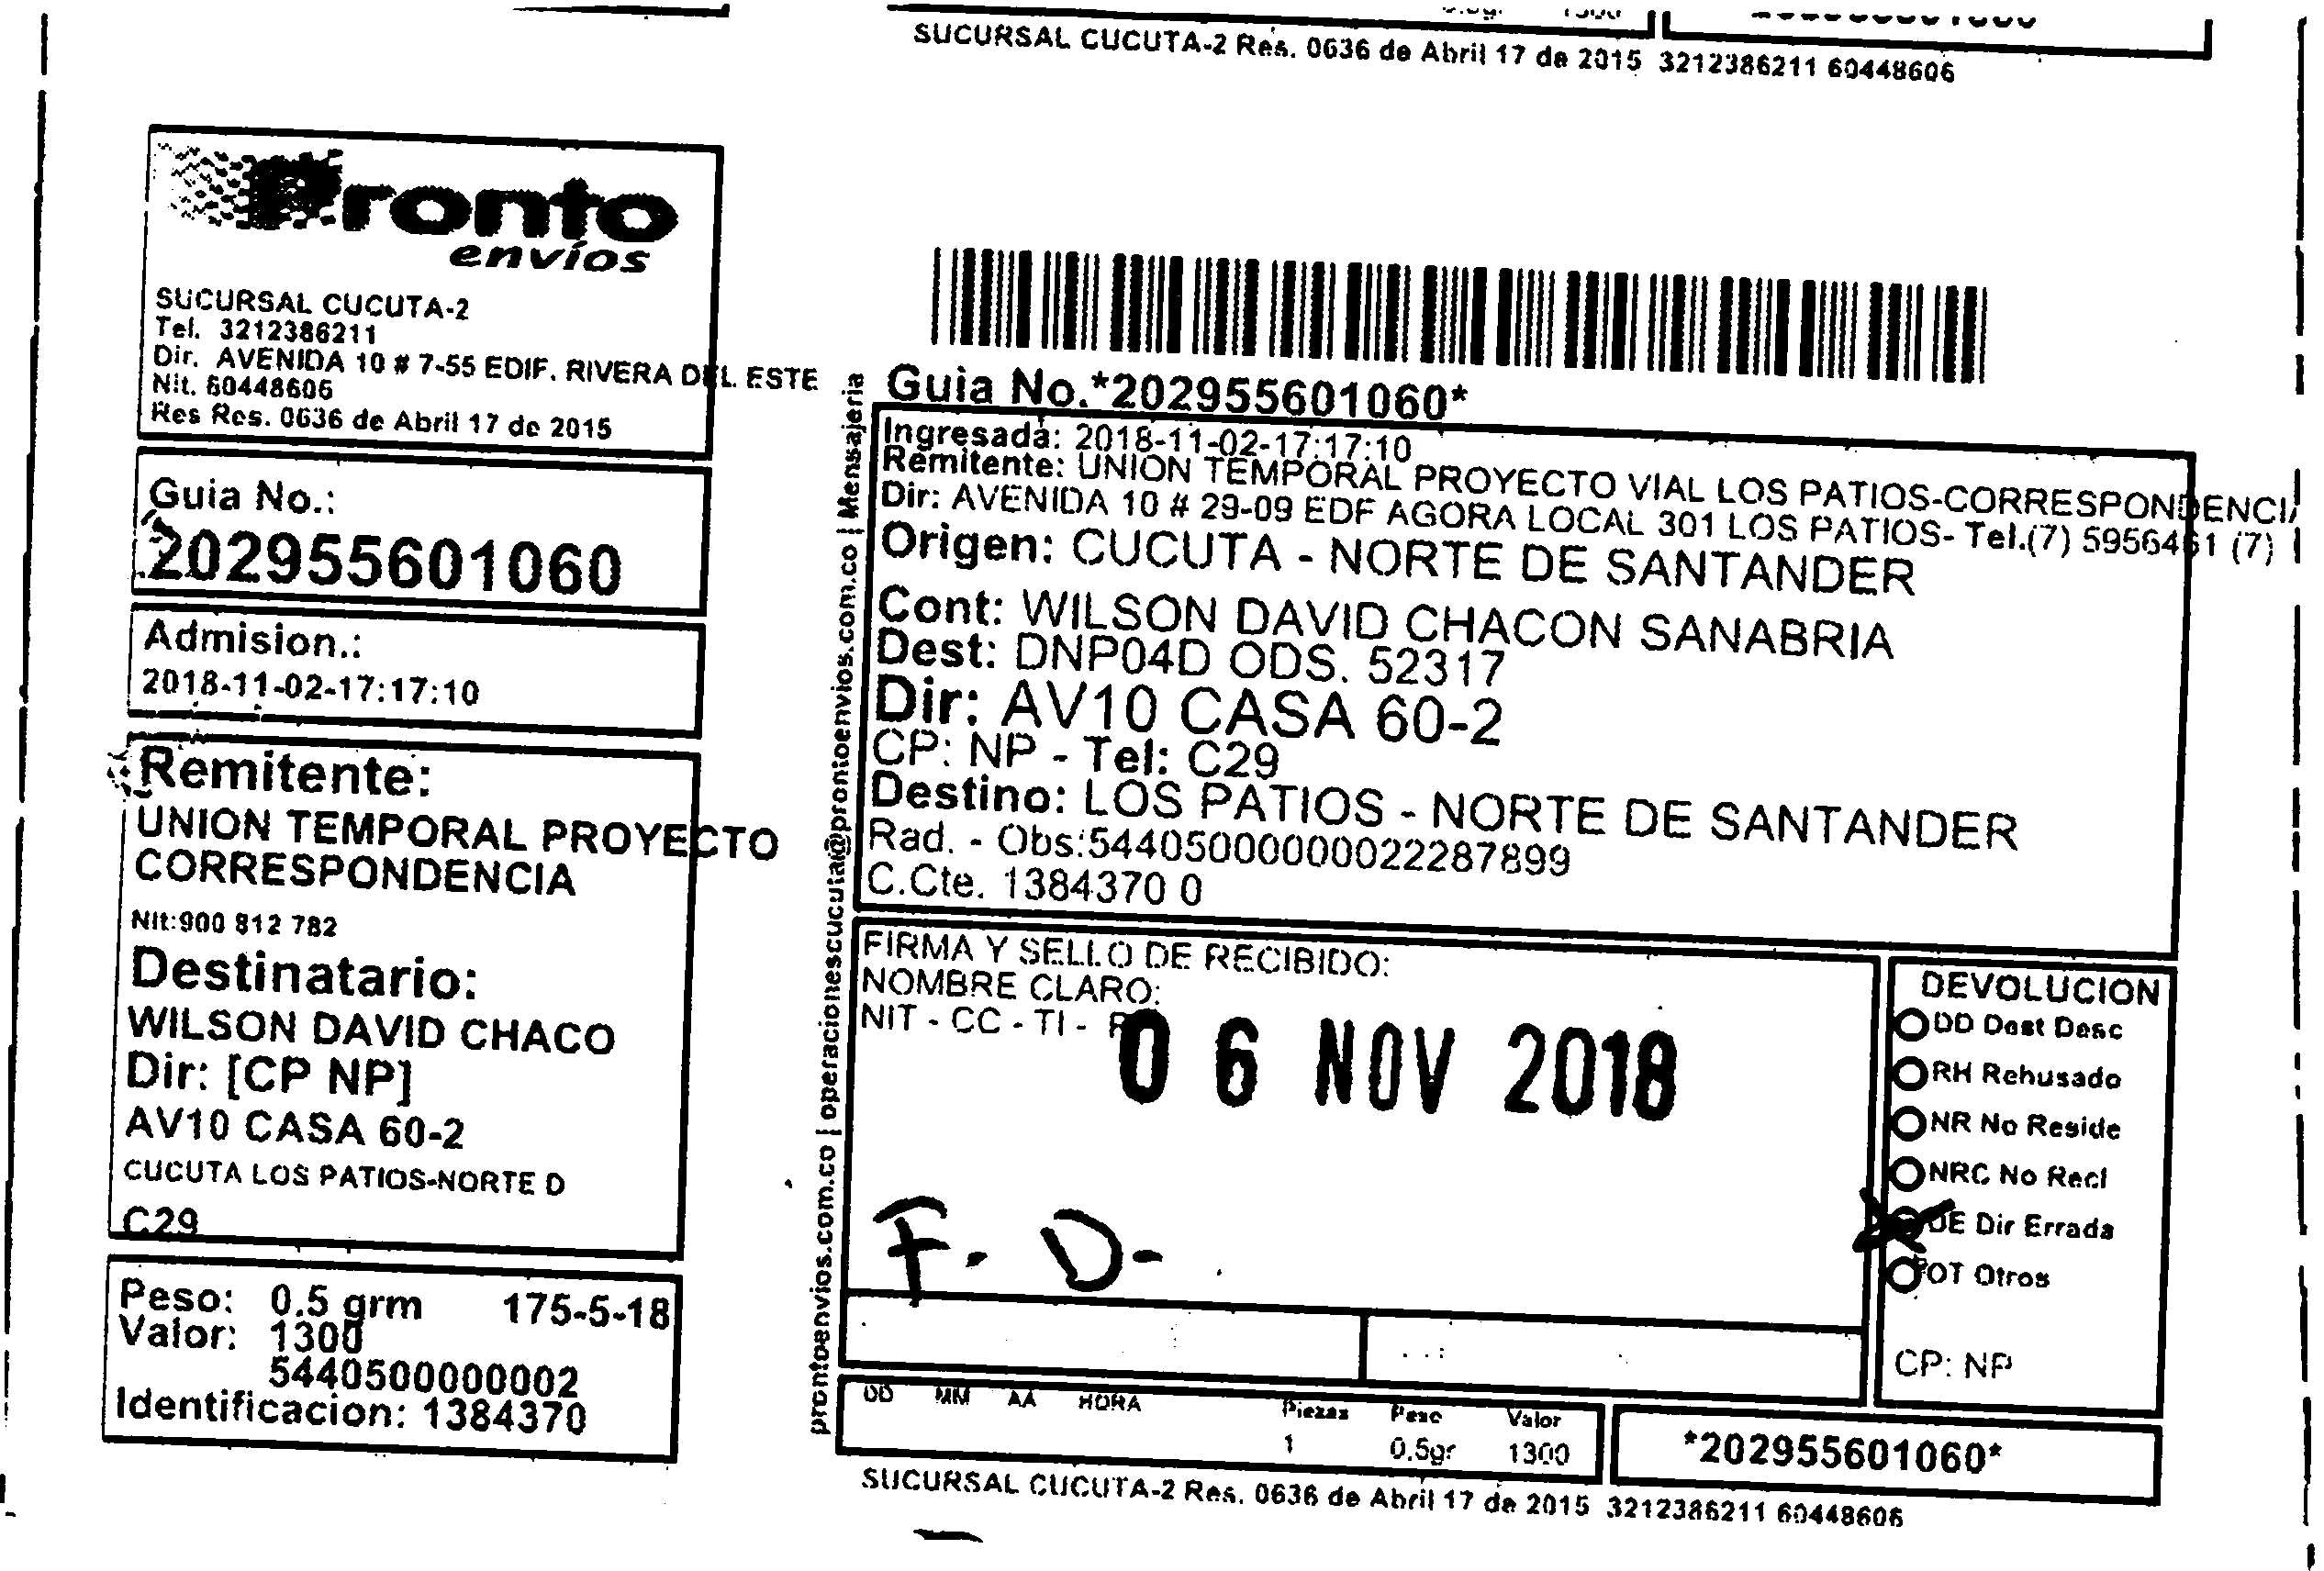 SUCURSAL CUCUTA-2 Res. 0636 de Abril 17 de 2015 3212386211 60448606
Pronto
envíos
SUCURSAL CUCUTA-2
Tel. 3212386211
Dir. AVENIDA 10 # 7-55 EDIF. RIVERA DEL ESTE
Nit. 60448606
Res Res. 0636 de Abril 17 de 2015
Guia No.:
202955601060
Admision.:
2018-11-02-17:17:10
Remitente:
UNION TEMPORAL PROYECTO
CORRESPONDENCIA
Nit:900 812 782
Destinatario:
WILSON DAVID CHACO
Dir: [CP NP]
AV10 CASA 60-2
CUCUTA LOS PATIOS-NORTE D
C29
Peso: 0.5 grm 175-5-18
Valor: 1300
5440500000002
Identificacion: 1384370
prontoenvios.com.co | operacionescucuta@prontoenvios.com.co | Mensajeria
Guia No.*202955601060*
Ingresada: 2018-11-02-17:17:10
Remitente: UNION TEMPORAL PROYECTO VIAL LOS PATIOS-CORRESPONDENCIA
Dir: AVENIDA 10 # 29-09 EDF AGORA LOCAL 301 LOS PATIOS- Tel.(7) 5956461 (7)
Origen: CUCUTA - NORTE DE SANTANDER
Cont: WILSON DAVID CHACON SANABRIA
Dest: DNP04D ODS. 52317
Dir: AV10 CASA 60-2
CP: NP - Tel: C29
Destino: LOS PATIOS - NORTE DE SANTANDER
Rad. - Obs:544050000000022287899
C.Cte. 1384370 0
FIRMA Y SELLO DE RECIBIDO:
NOMBRE CLARO:
NIT - CC - TI -
06 NOV 2018
F. D-
DEVOLUCION
DD Dest Desc
RH Rehusado
NR No Reside
NRC No Recl
DE Dir Errada
OT Otros
CP: NP
DD MM AA HORA Piezas Peso Valor
1 0.5gr 1300
*202955601060*
SUCURSAL CUCUTA-2 Res. 0636 de Abril 17 de 2015 3212386211 60448606